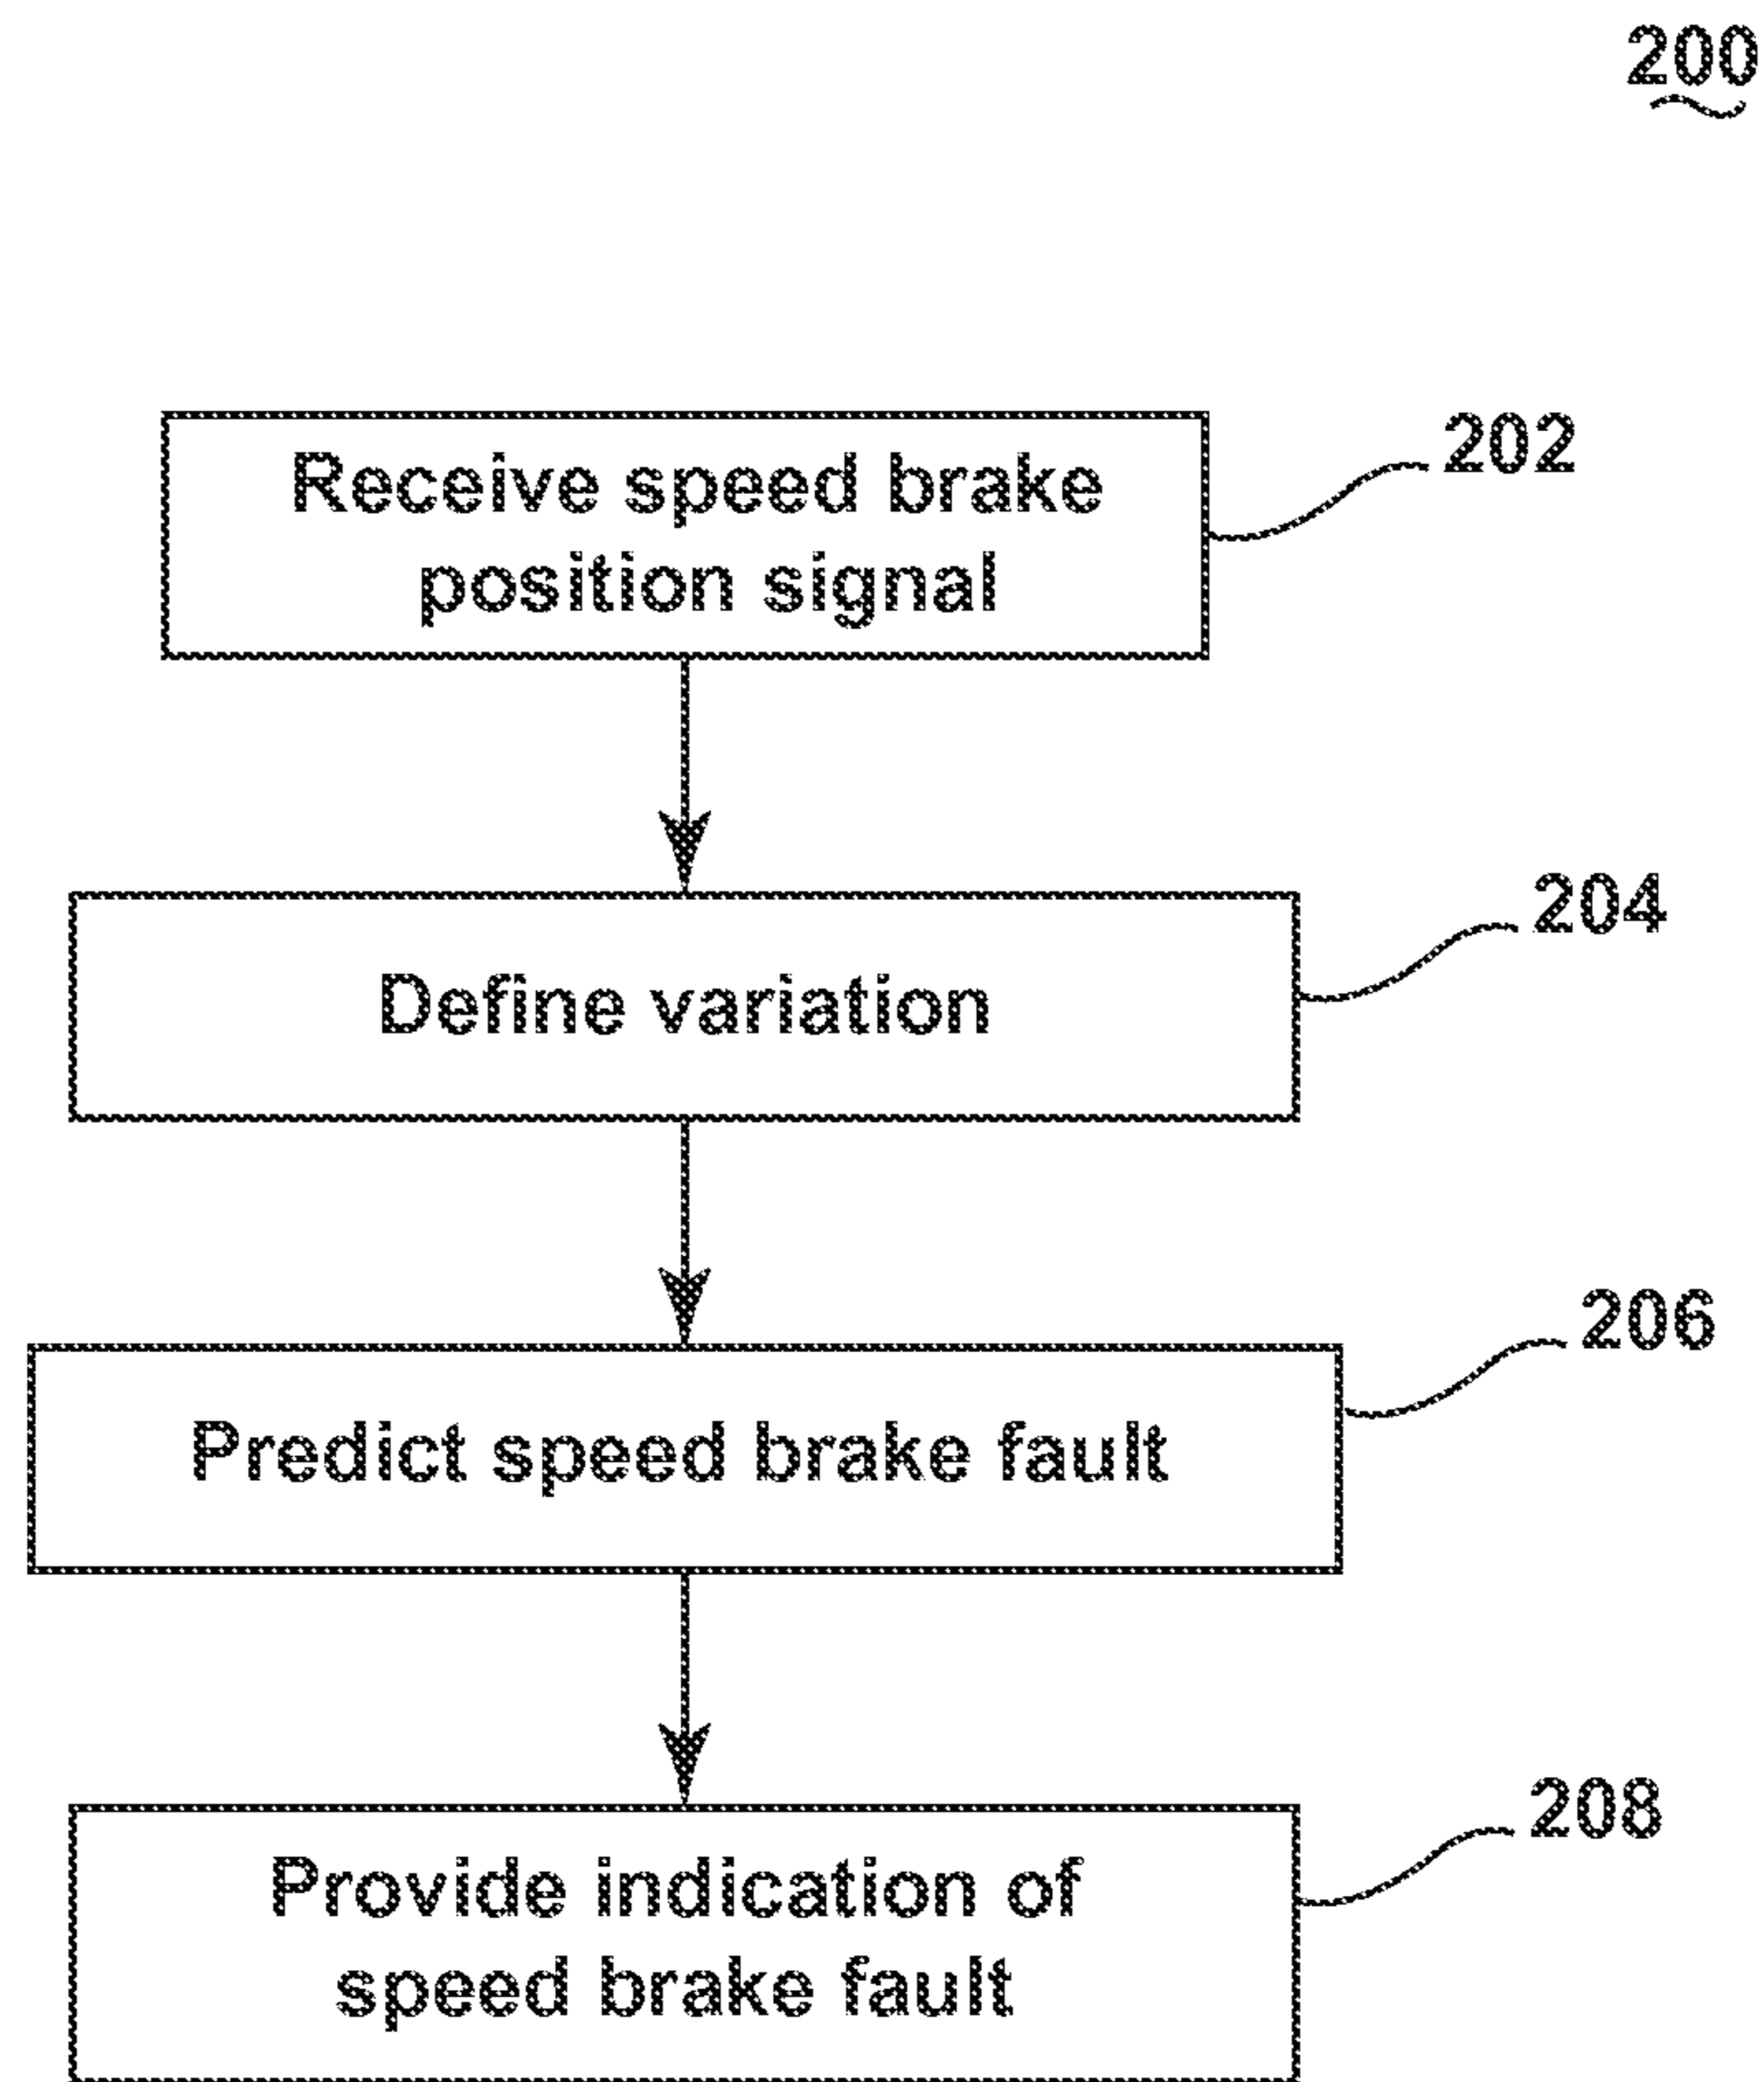 200
Receive speed brake
position signal
202
Define variation
204
Predict speed brake fault
206
Provide indication of
speed brake fault
208